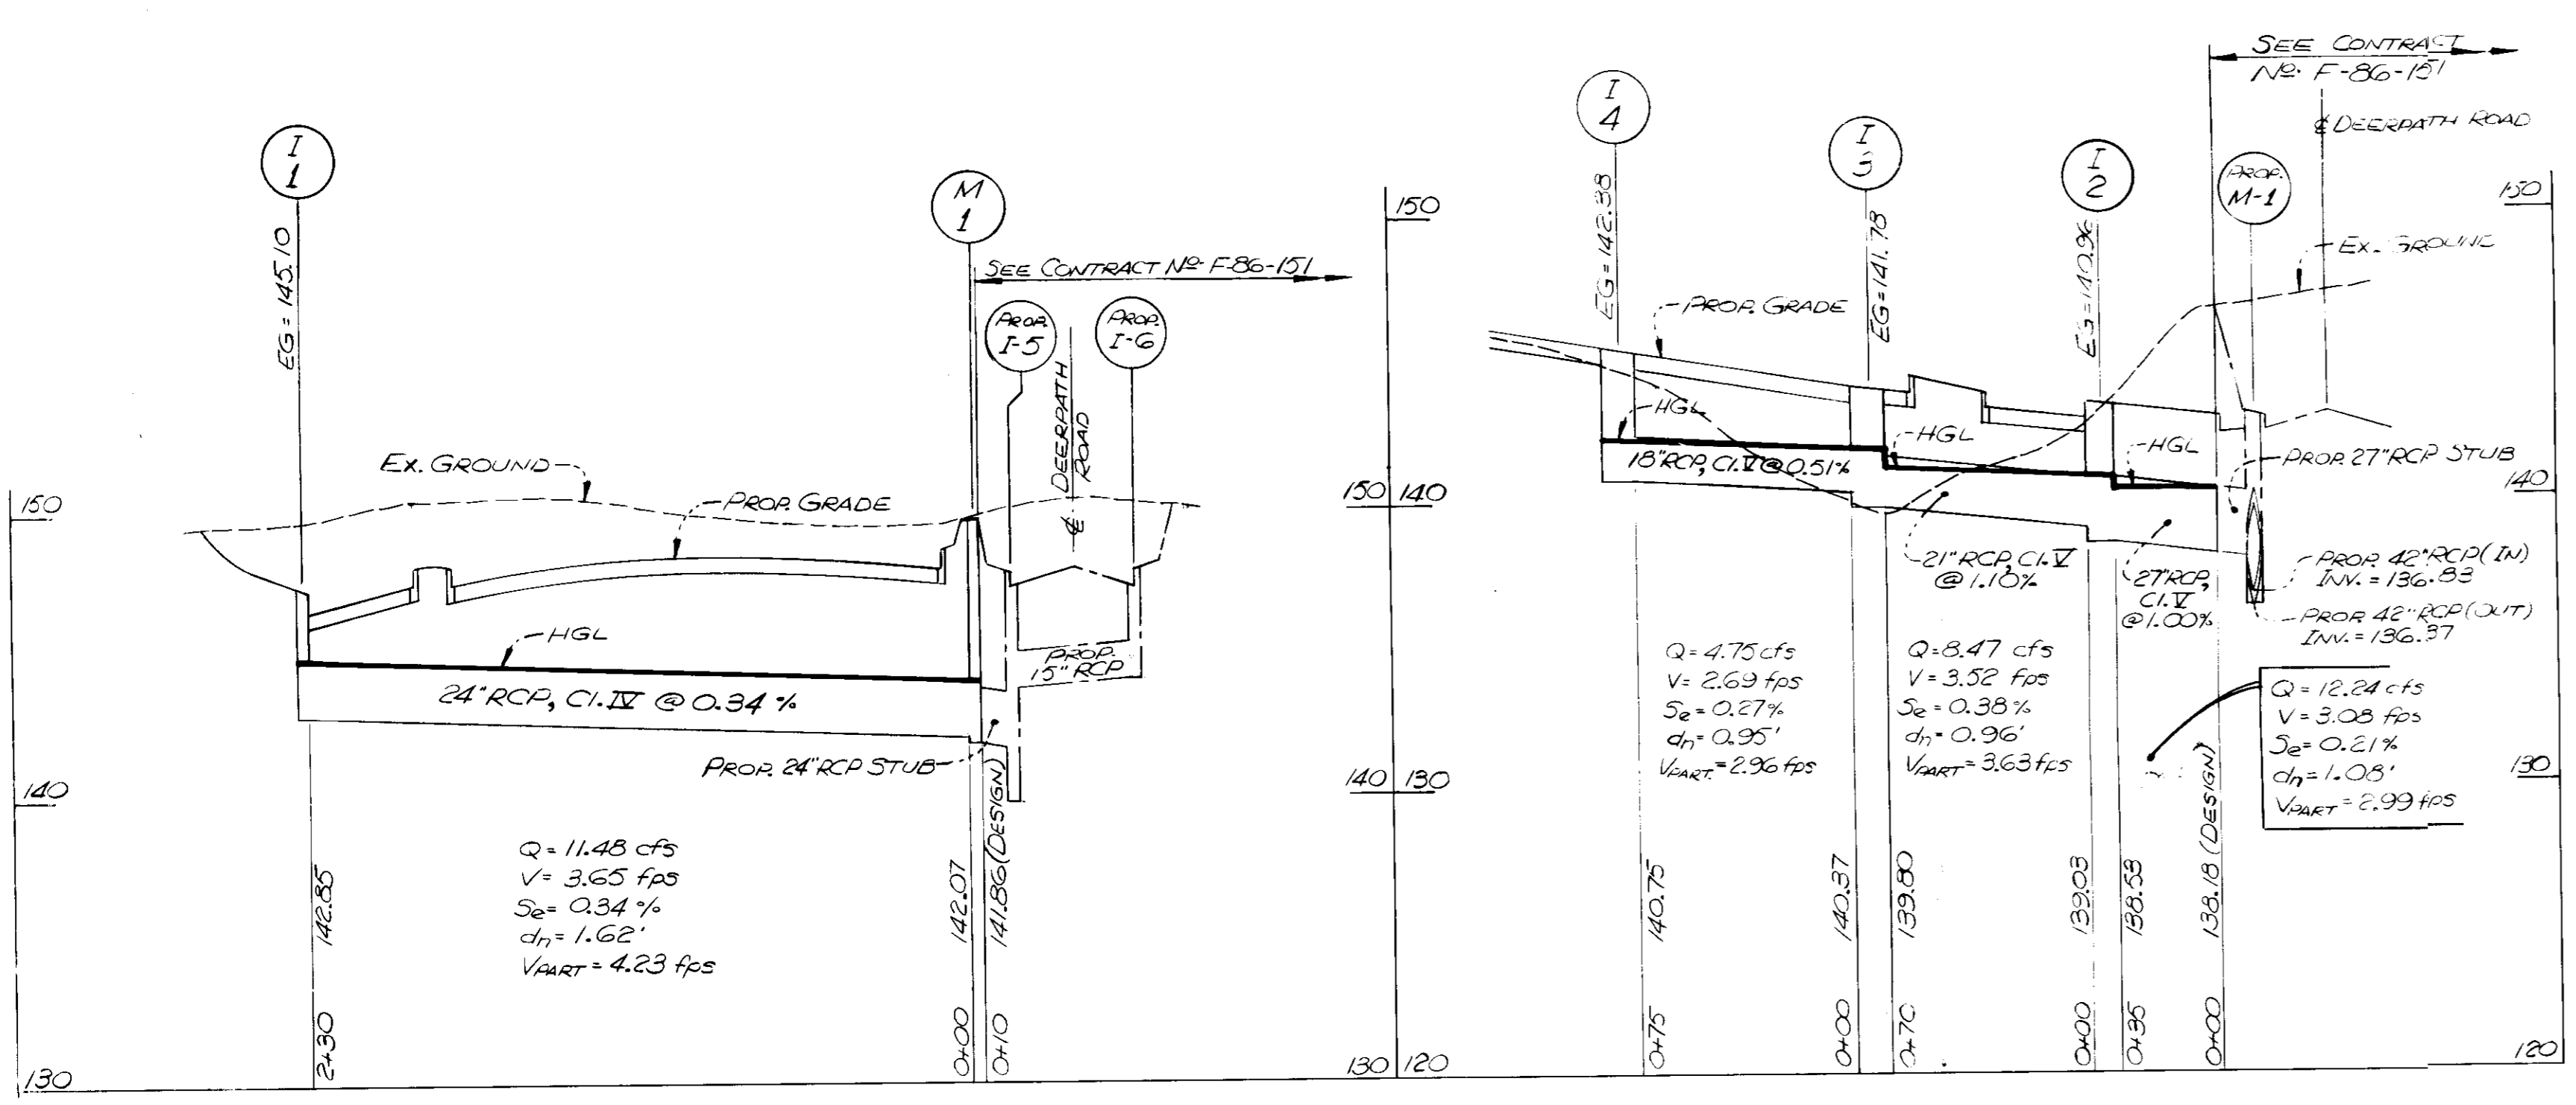 I
1
EG = 145.10
M
1
SEE CONTRACT Nº F-86-151
PROP.
I-5
PROP.
I-6
℄ DEERPATH
ROAD
EX. GROUND
PROP. GRADE
HGL
24"RCP, Cl. IV @ 0.34 %
PROP.
15" RCP
PROP. 24"RCP STUB
Q = 11.48 cfs
V = 3.65 fps
Se = 0.34 %
dn = 1.62'
VPART = 4.23 fps
142.85
142.07
141.86 (DESIGN)
2+30
0+00
0+10
150
140
130
150
150 140
140 130
130 120
I
4
EG = 142.38
PROP. GRADE
I
3
EG = 141.78
I
2
EG = 140.96
SEE CONTRACT
Nº. F-86-151
℄ DEERPATH ROAD
PROP.
M-1
EX. GROUND
HGL
HGL
HGL
18"RCP, Cl. V @ 0.51%
21"RCP, Cl. V
@ 1.10%
27"RCP,
Cl. V
@ 1.00%
PROP. 27"RCP STUB
PROP. 42"RCP (IN)
INV. = 136.83
PROP. 42"RCP (OUT)
INV. = 136.37
Q = 4.75 cfs
V = 2.69 fps
Se = 0.27%
dn = 0.95'
VPART. = 2.96 fps
Q = 8.47 cfs
V = 3.52 fps
Se = 0.38%
dn = 0.96'
VPART = 3.63 fps
Q = 12.24 cfs
V = 3.08 fps
Se = 0.21%
dn = 1.08'
VPART = 2.99 fps
140.75
140.37
139.80
139.03
138.53
138.18 (DESIGN)
0+75
0+00
0+70
0+00
0+35
0+00
150
140
130
120